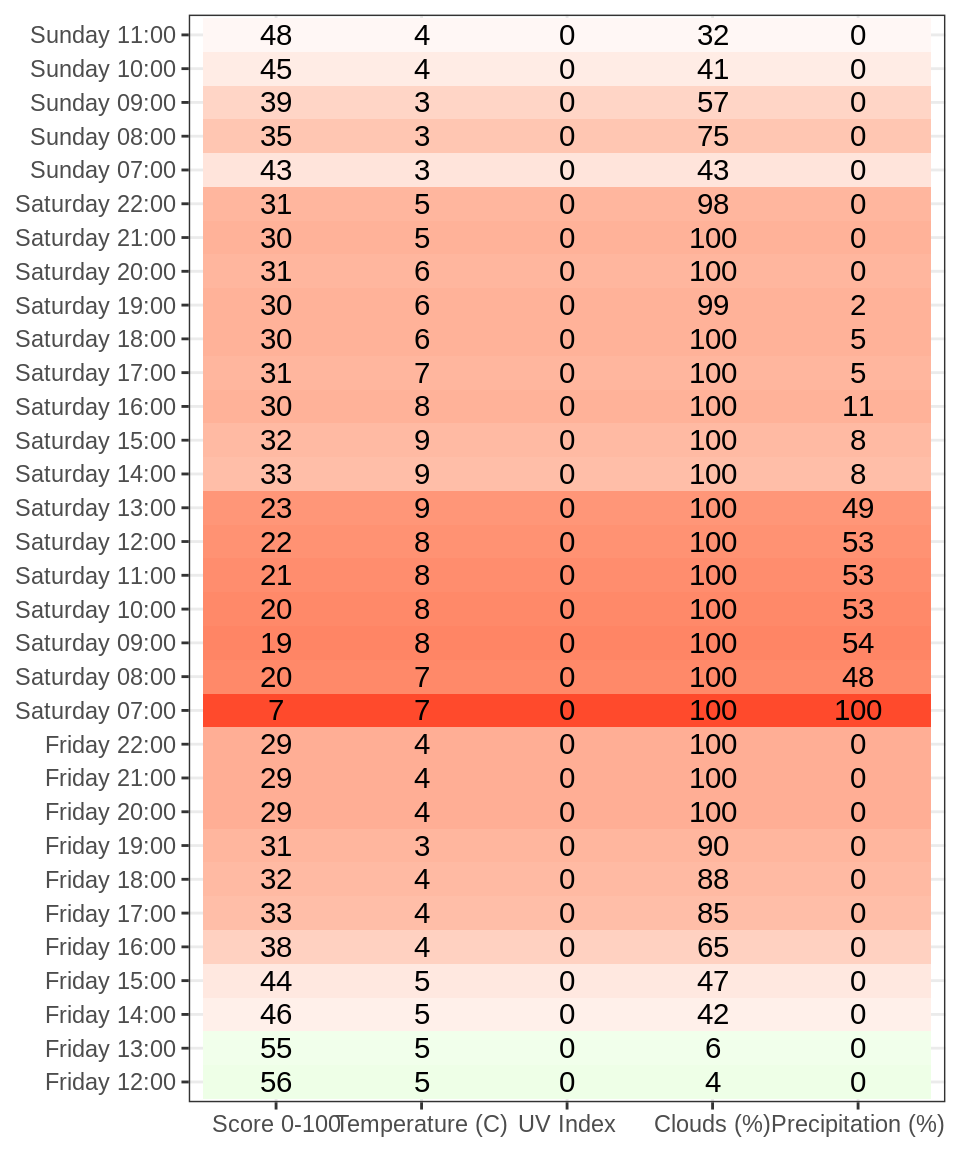 Sunday 11:00 48 4 0 32 0
Sunday 10:00 45 4 0 41 0
Sunday 09:00 39 3 0 57 0
Sunday 08:00 35 3 0 75 0
Sunday 07:00 43 3 0 43 0
Saturday 22:00 31 5 0 98 0
Saturday 21:00 30 5 0 100 0
Saturday 20:00 31 6 0 100 0
Saturday 19:00 30 6 0 99 2
Saturday 18:00 30 6 0 100 5
Saturday 17:00 31 7 0 100 5
Saturday 16:00 30 8 0 100 11
Saturday 15:00 32 9 0 100 8
Saturday 14:00 33 9 0 100 8
Saturday 13:00 23 9 0 100 49
Saturday 12:00 22 8 0 100 53
Saturday 11:00 21 8 0 100 53
Saturday 10:00 20 8 0 100 53
Saturday 09:00 19 8 0 100 54
Saturday 08:00 20 7 0 100 48
Saturday 07:00 7 7 0 100 100
Friday 22:00 29 4 0 100 0
Friday 21:00 29 4 0 100 0
Friday 20:00 29 4 0 100 0
Friday 19:00 31 3 0 90 0
Friday 18:00 32 4 0 88 0
Friday 17:00 33 4 0 85 0
Friday 16:00 38 4 0 65 0
Friday 15:00 44 5 0 47 0
Friday 14:00 46 5 0 42 0
Friday 13:00 55 5 0 6 0
Friday 12:00 56 5 0 4 0
Score 0-100 Temperature (C) UV Index Clouds (%) Precipitation (%)